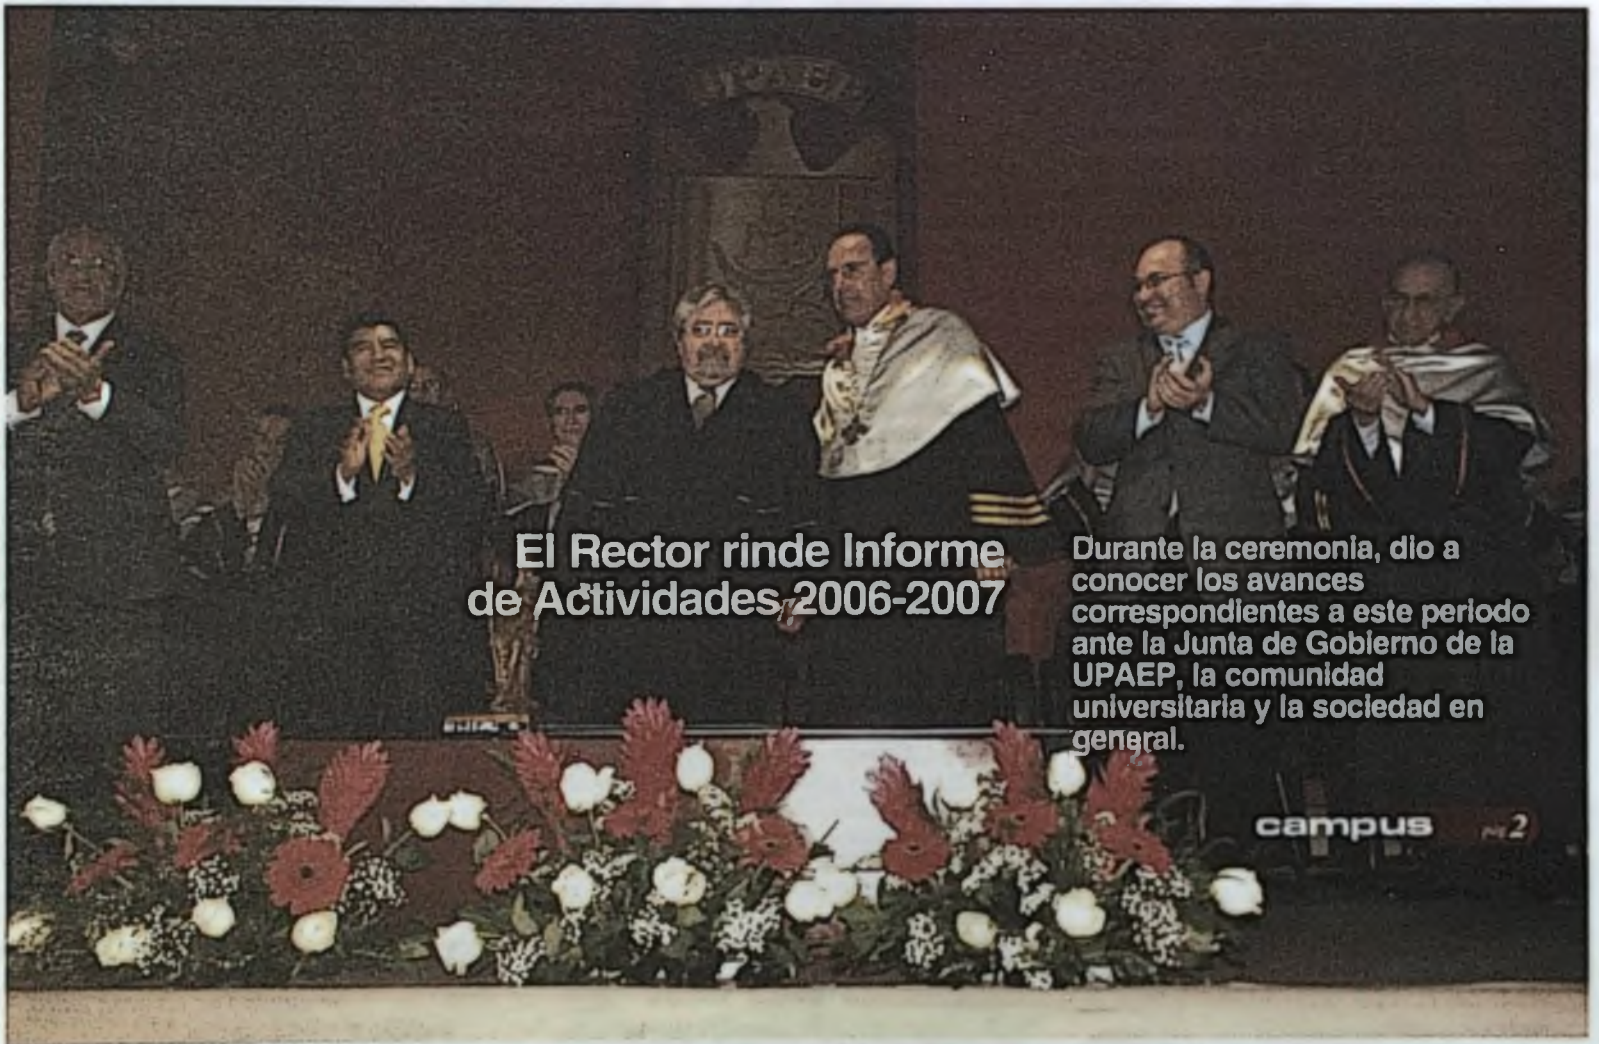 El Rector rinde Informe
de Actividades 2006-2007
Durante la ceremonia, dio a
conocer los avances
correspondientes a este periodo
ante la Junta de Gobierno de la
UPAEP, la comunidad
universitaria y la sociedad en
general.
campus pág 2